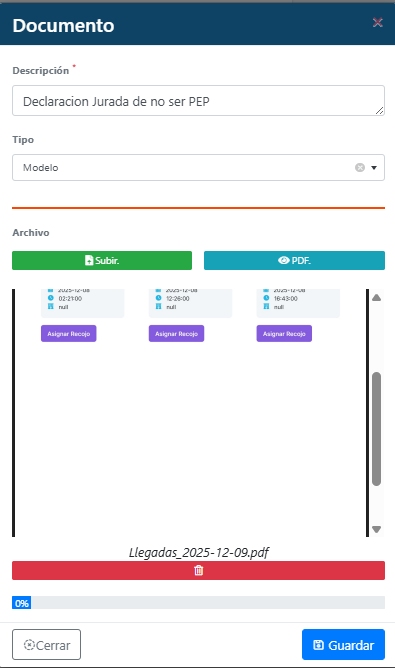 Documento
Descripción *
Declaracion Jurada de no ser PEP
Tipo
Modelo
Archivo
Subir. PDF.
2025-12-08 2025-12-08 2025-12-08
02:21:00 12:26:00 16:43:00
null null null
Asignar Recojo Asignar Recojo Asignar Recojo
Llegadas_2025-12-09.pdf
0%
Cerrar Guardar